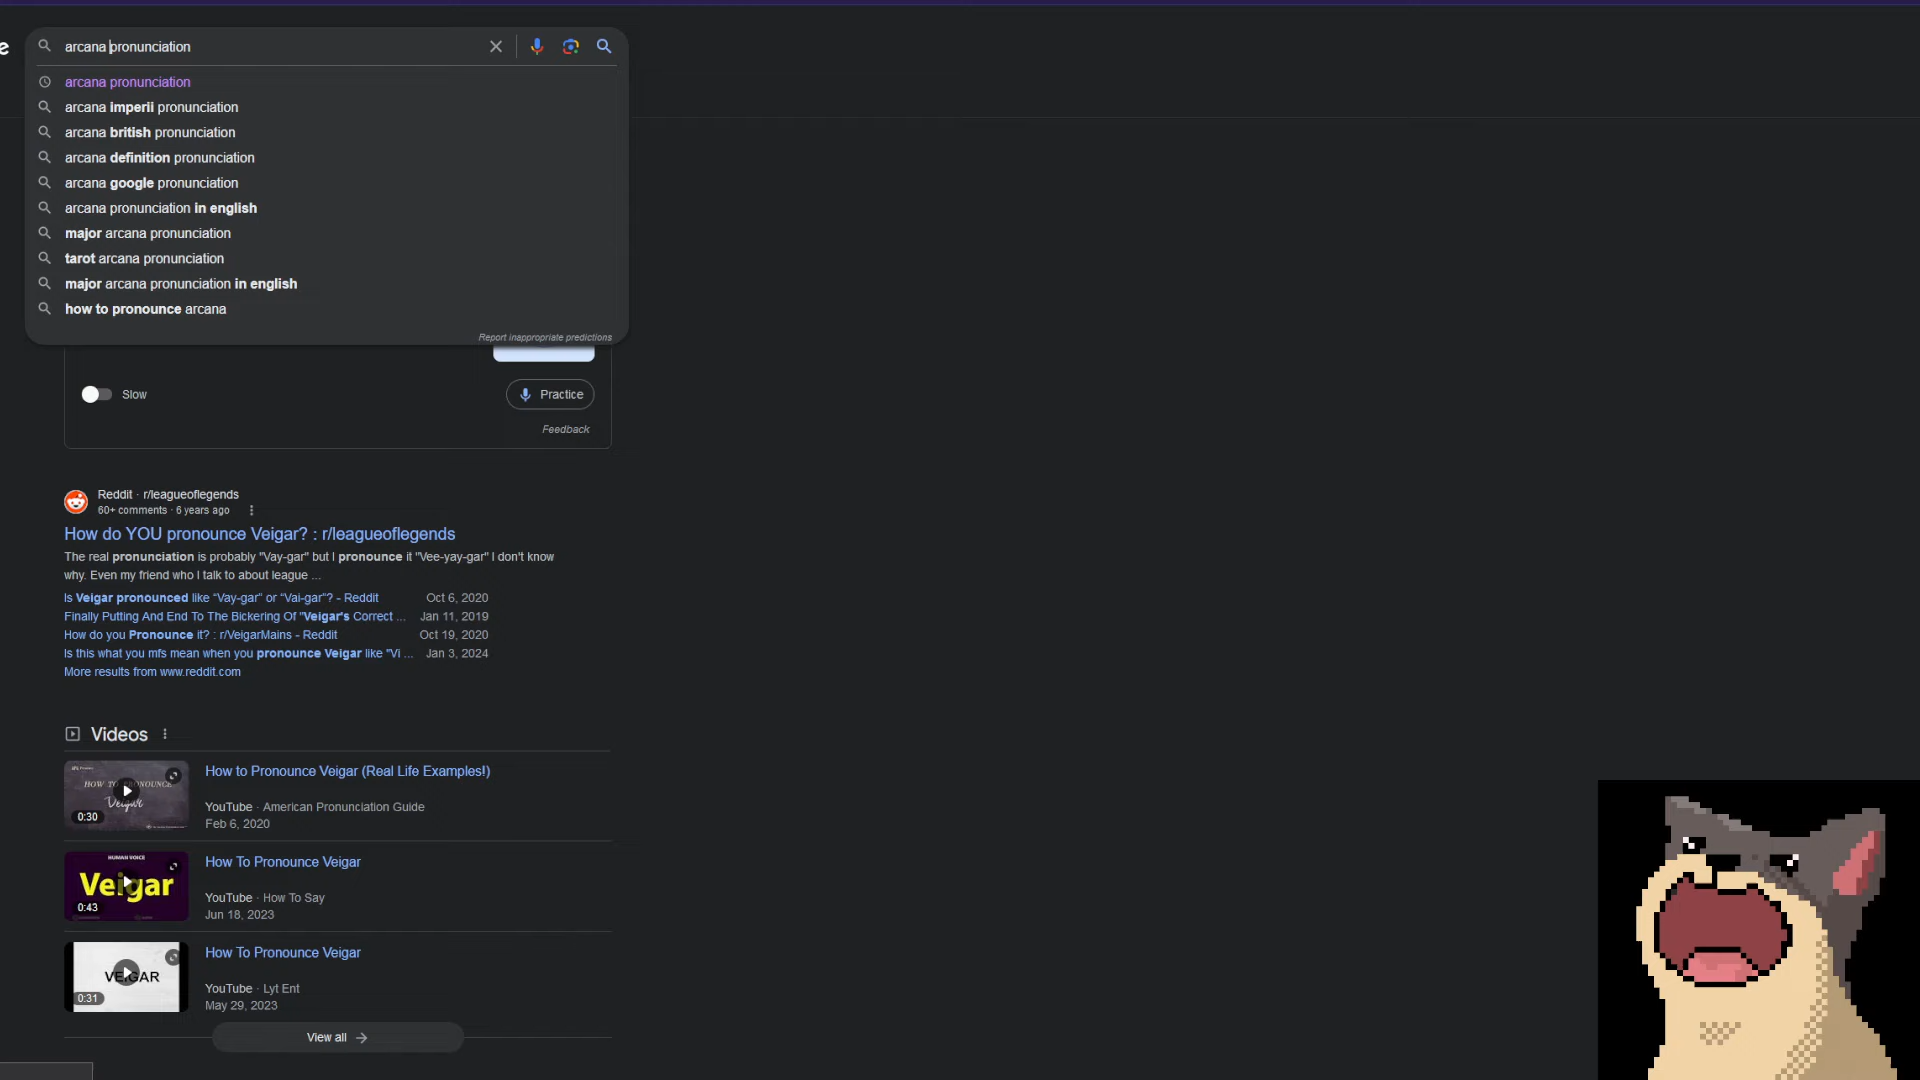 e
arcana pronunciation
arcana pronunciation
arcana imperii pronunciation
arcana british pronunciation
arcana definition pronunciation
arcana google pronunciation
arcana pronunciation in english
major arcana pronunciation
tarot arcana pronunciation
major arcana pronunciation in english
how to pronounce arcana
Report inappropriate predictions
Slow
Practice
Feedback
Reddit · r/leagueoflegends
60+ comments · 6 years ago
How do YOU pronounce Veigar? : r/leagueoflegends
The real pronunciation is probably "Vay-gar" but I pronounce it "Vee-yay-gar" I don't know
why. Even my friend who I talk to about league ...
Is Veigar pronounced like “Vay-gar” or “Vai-gar”? - Reddit Oct 6, 2020
Finally Putting And End To The Bickering Of "Veigar's Correct ... Jan 11, 2019
How do you Pronounce it? : r/VeigarMains - Reddit Oct 19, 2020
Is this what you mfs mean when you pronounce Veigar like "Vi ... Jan 3, 2024
More results from www.reddit.com
Videos
HOW TO PRONOUNCE
Veigar
0:30
How to Pronounce Veigar (Real Life Examples!)
YouTube · American Pronunciation Guide
Feb 6, 2020
HUMAN VOICE
Veigar
0:43
How To Pronounce Veigar
YouTube · How To Say
Jun 18, 2023
VEIGAR
0:31
How To Pronounce Veigar
YouTube · Lyt Ent
May 29, 2023
View all